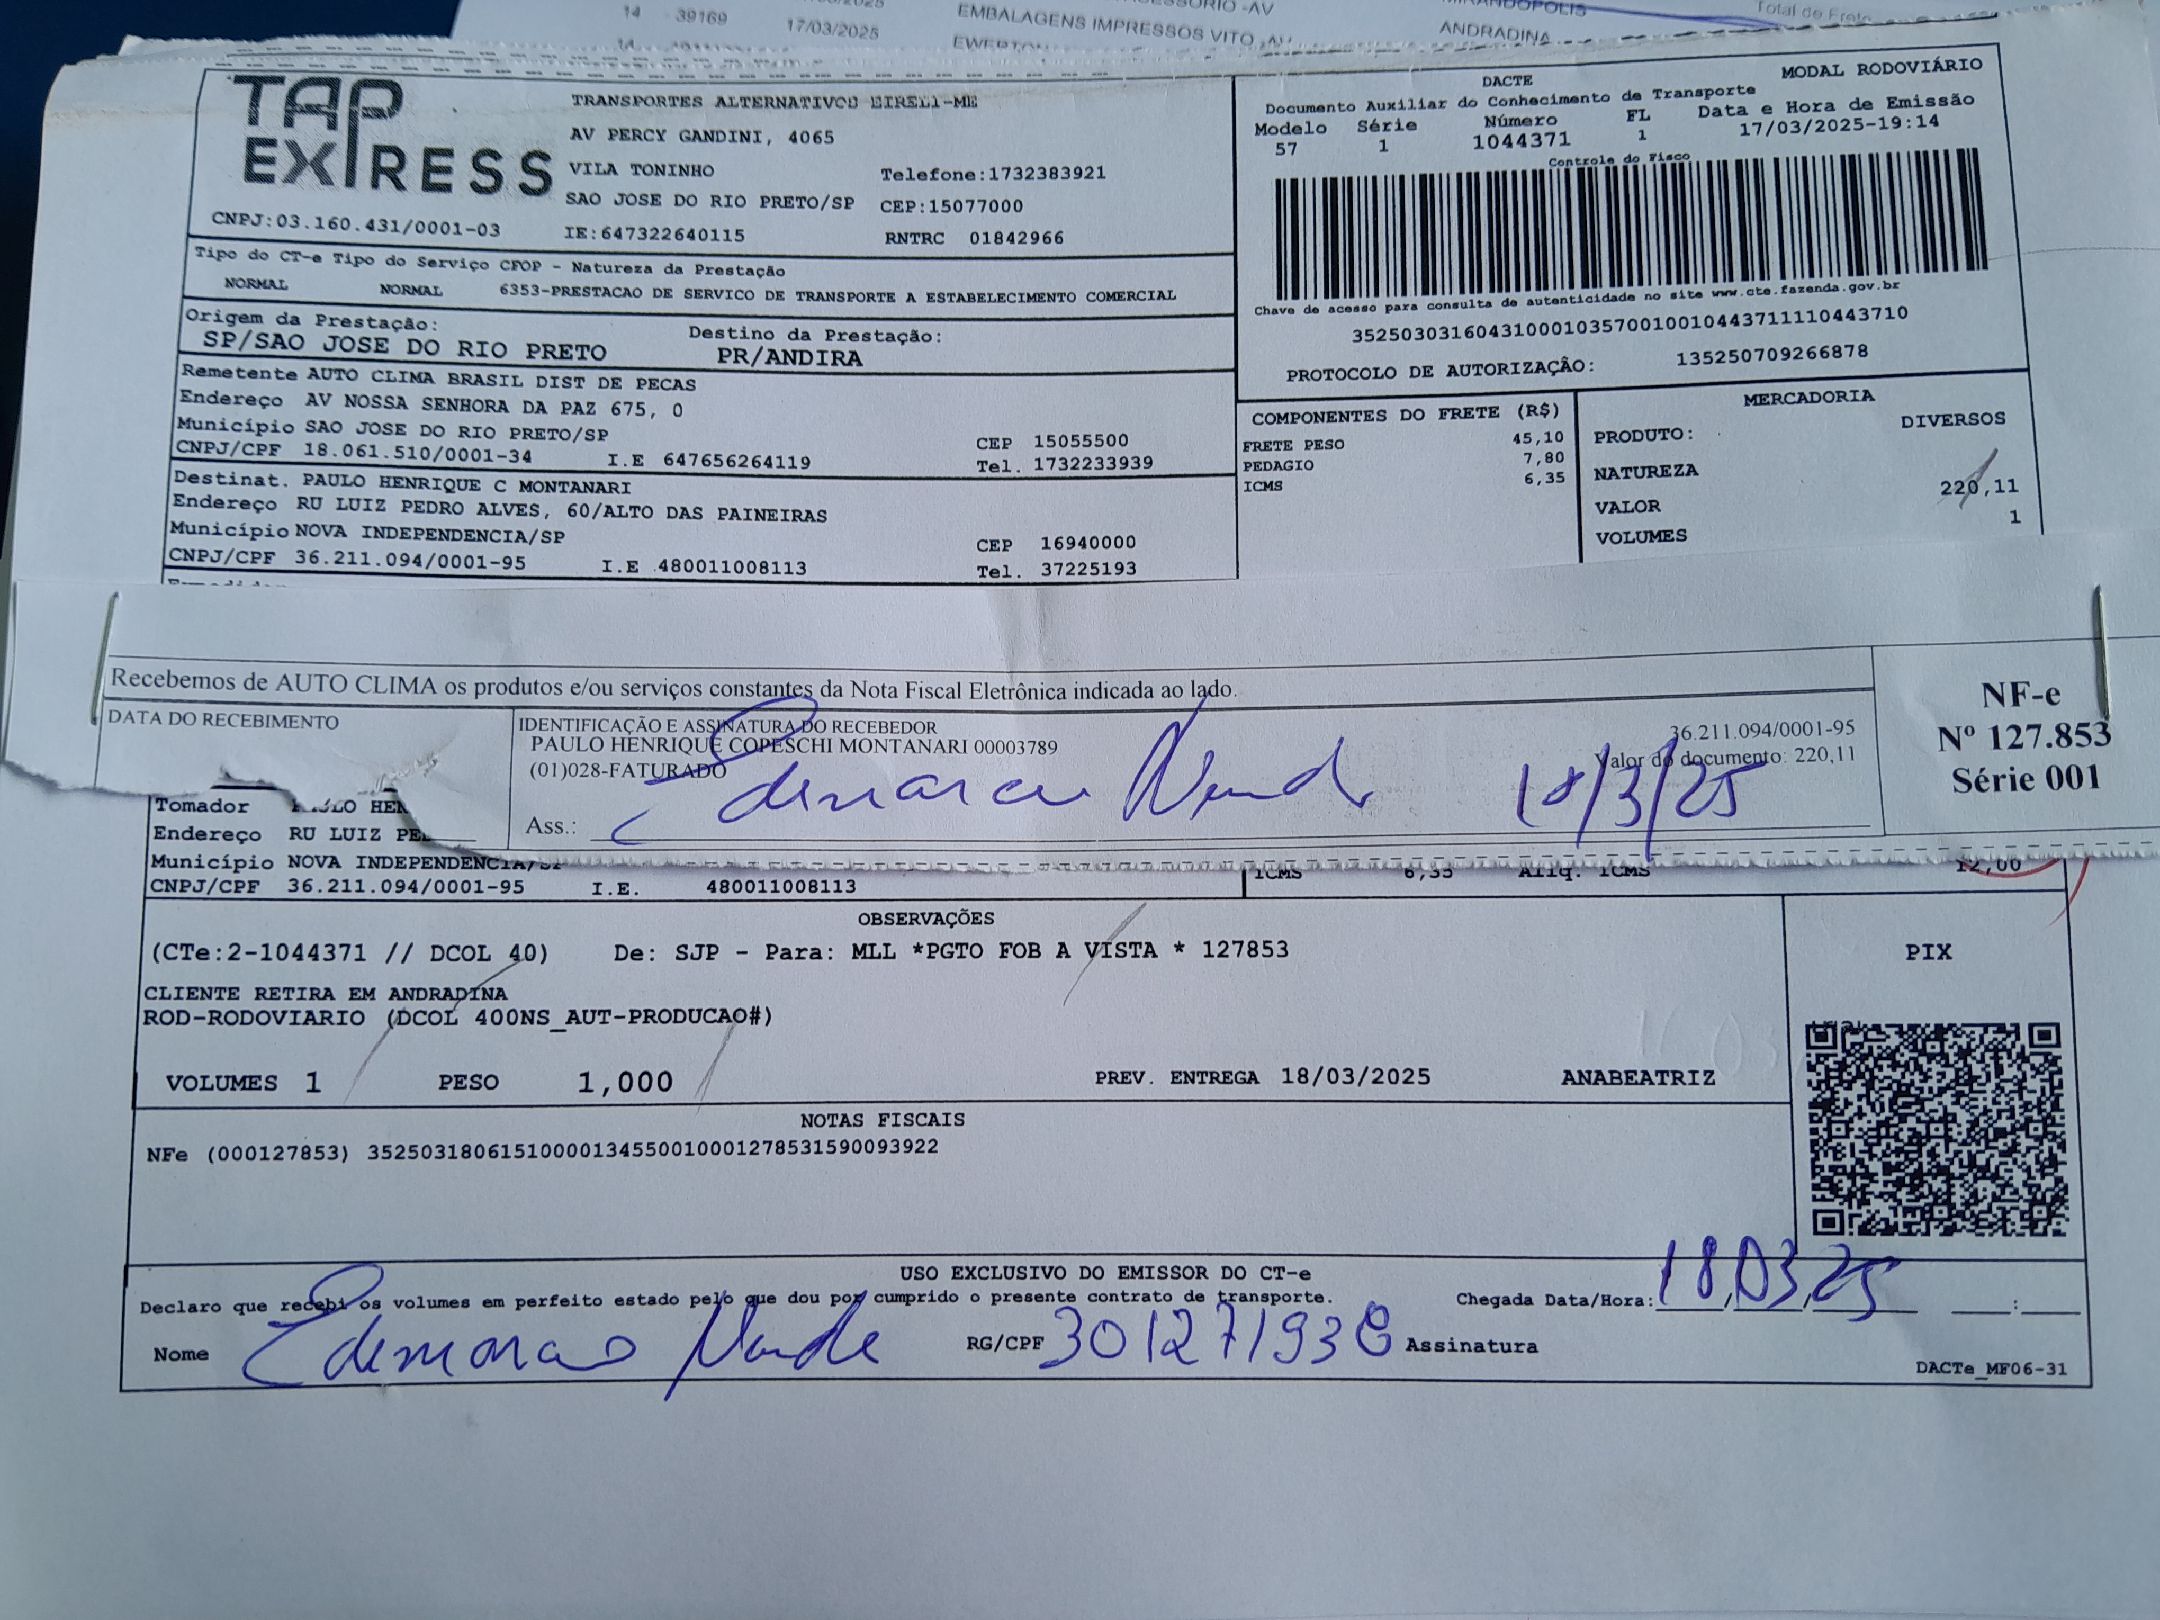 14 39169 17/03/2025 EMBALAGENS IMPRESSOS VITO ANDRADINA
TAP EXPRESS
TRANSPORTES ALTERNATIVOS EIRELI-ME
AV PERCY GANDINI, 4065
VILA TONINHO Telefone:1732383921
SAO JOSE DO RIO PRETO/SP CEP:15077000
CNPJ:03.160.431/0001-03 IE:647322640115 RNTRC 01842966
DACTE MODAL RODOVIÁRIO
Documento Auxiliar do Conhecimento de Transporte
Modelo Série Número FL Data e Hora de Emissão
57 1 1044371 1 17/03/2025-19:14
Controle do Fisco
Chave de acesso para consulta de autenticidade no site www.cte.fazenda.gov.br
35250303160431000103570010010443711110443710
PROTOCOLO DE AUTORIZAÇÃO: 135250709266878
Tipo do CT-e Tipo do Serviço CFOP - Natureza da Prestação
NORMAL NORMAL 6353-PRESTACAO DE SERVICO DE TRANSPORTE A ESTABELECIMENTO COMERCIAL
Origem da Prestação: Destino da Prestação:
SP/SAO JOSE DO RIO PRETO PR/ANDIRA
Remetente AUTO CLIMA BRASIL DIST DE PECAS
Endereço AV NOSSA SENHORA DA PAZ 675, 0
Município SAO JOSE DO RIO PRETO/SP CEP 15055500
CNPJ/CPF 18.061.510/0001-34 I.E 647656264119 Tel. 1732233939
Destinat. PAULO HENRIQUE C MONTANARI
Endereço RU LUIZ PEDRO ALVES, 60/ALTO DAS PAINEIRAS
Município NOVA INDEPENDENCIA/SP CEP 16940000
CNPJ/CPF 36.211.094/0001-95 I.E 480011008113 Tel. 37225193
COMPONENTES DO FRETE (R$)
FRETE PESO 45,10
PEDAGIO 7,80
ICMS 6,35
MERCADORIA
PRODUTO: DIVERSOS
NATUREZA
VALOR 220,11
VOLUMES 1
Recebemos de AUTO CLIMA os produtos e/ou serviços constantes da Nota Fiscal Eletrônica indicada ao lado.
DATA DO RECEBIMENTO
IDENTIFICAÇÃO E ASSINATURA DO RECEBEDOR 36.211.094/0001-95
PAULO HENRIQUE COPESCHI MONTANARI 00003789 Valor do documento: 220,11
(01)028-FATURADO
Ass.: 18/3/25
NF-e
Nº 127.853
Série 001
Tomador
Endereço RU LUIZ
Município NOVA INDEPENDENCIA/SP
CNPJ/CPF 36.211.094/0001-95 I.E. 480011008113
ICMS 6,35 Aliq. ICMS 12,00
OBSERVAÇÕES
(CTe:2-1044371 // DCOL 40) De: SJP - Para: MLL *PGTO FOB A VISTA * 127853
CLIENTE RETIRA EM ANDRADINA
ROD-RODOVIARIO (DCOL 400NS_AUT-PRODUCAO#)
VOLUMES 1 PESO 1,000 PREV. ENTREGA 18/03/2025 ANABEATRIZ
PIX
NOTAS FISCAIS
NFe (000127853) 35250318061510000134550010001278531590093922
USO EXCLUSIVO DO EMISSOR DO CT-e
Declaro que recebi os volumes em perfeito estado pelo que dou por cumprido o presente contrato de transporte. Chegada Data/Hora: 18,03,25 :
Nome RG/CPF 301271938 Assinatura
DACTe_MF06-31